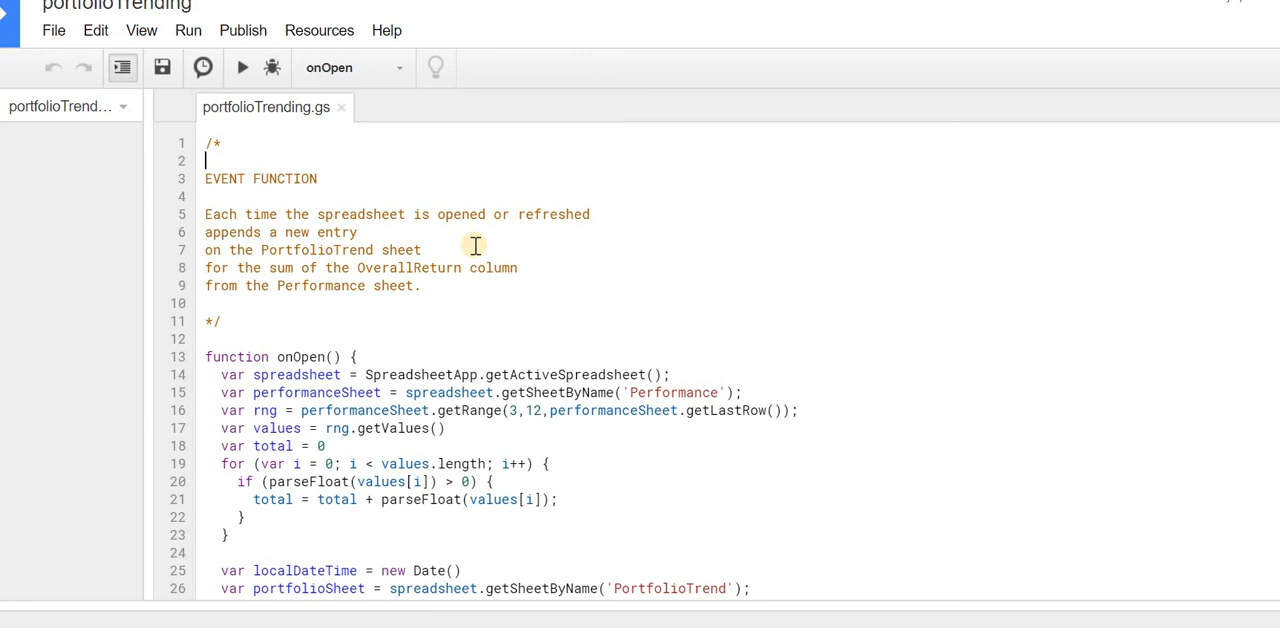 portfolioTrending
File Edit View Run Publish Resources Help
onOpen
portfolioTrend... portfolioTrending.gs ×
1 /*
2
3 EVENT FUNCTION
4
5 Each time the spreadsheet is opened or refreshed
6 appends a new entry
7 on the PortfolioTrend sheet
8 for the sum of the OverallReturn column
9 from the Performance sheet.
10
11 */
12
13 function onOpen() {
14 var spreadsheet = SpreadsheetApp.getActiveSpreadsheet();
15 var performanceSheet = spreadsheet.getSheetByName('Performance');
16 var rng = performanceSheet.getRange(3,12,performanceSheet.getLastRow());
17 var values = rng.getValues()
18 var total = 0
19 for (var i = 0; i < values.length; i++) {
20 if (parseFloat(values[i]) > 0) {
21 total = total + parseFloat(values[i]);
22 }
23 }
24
25 var localDateTime = new Date()
26 var portfolioSheet = spreadsheet.getSheetByName('PortfolioTrend');